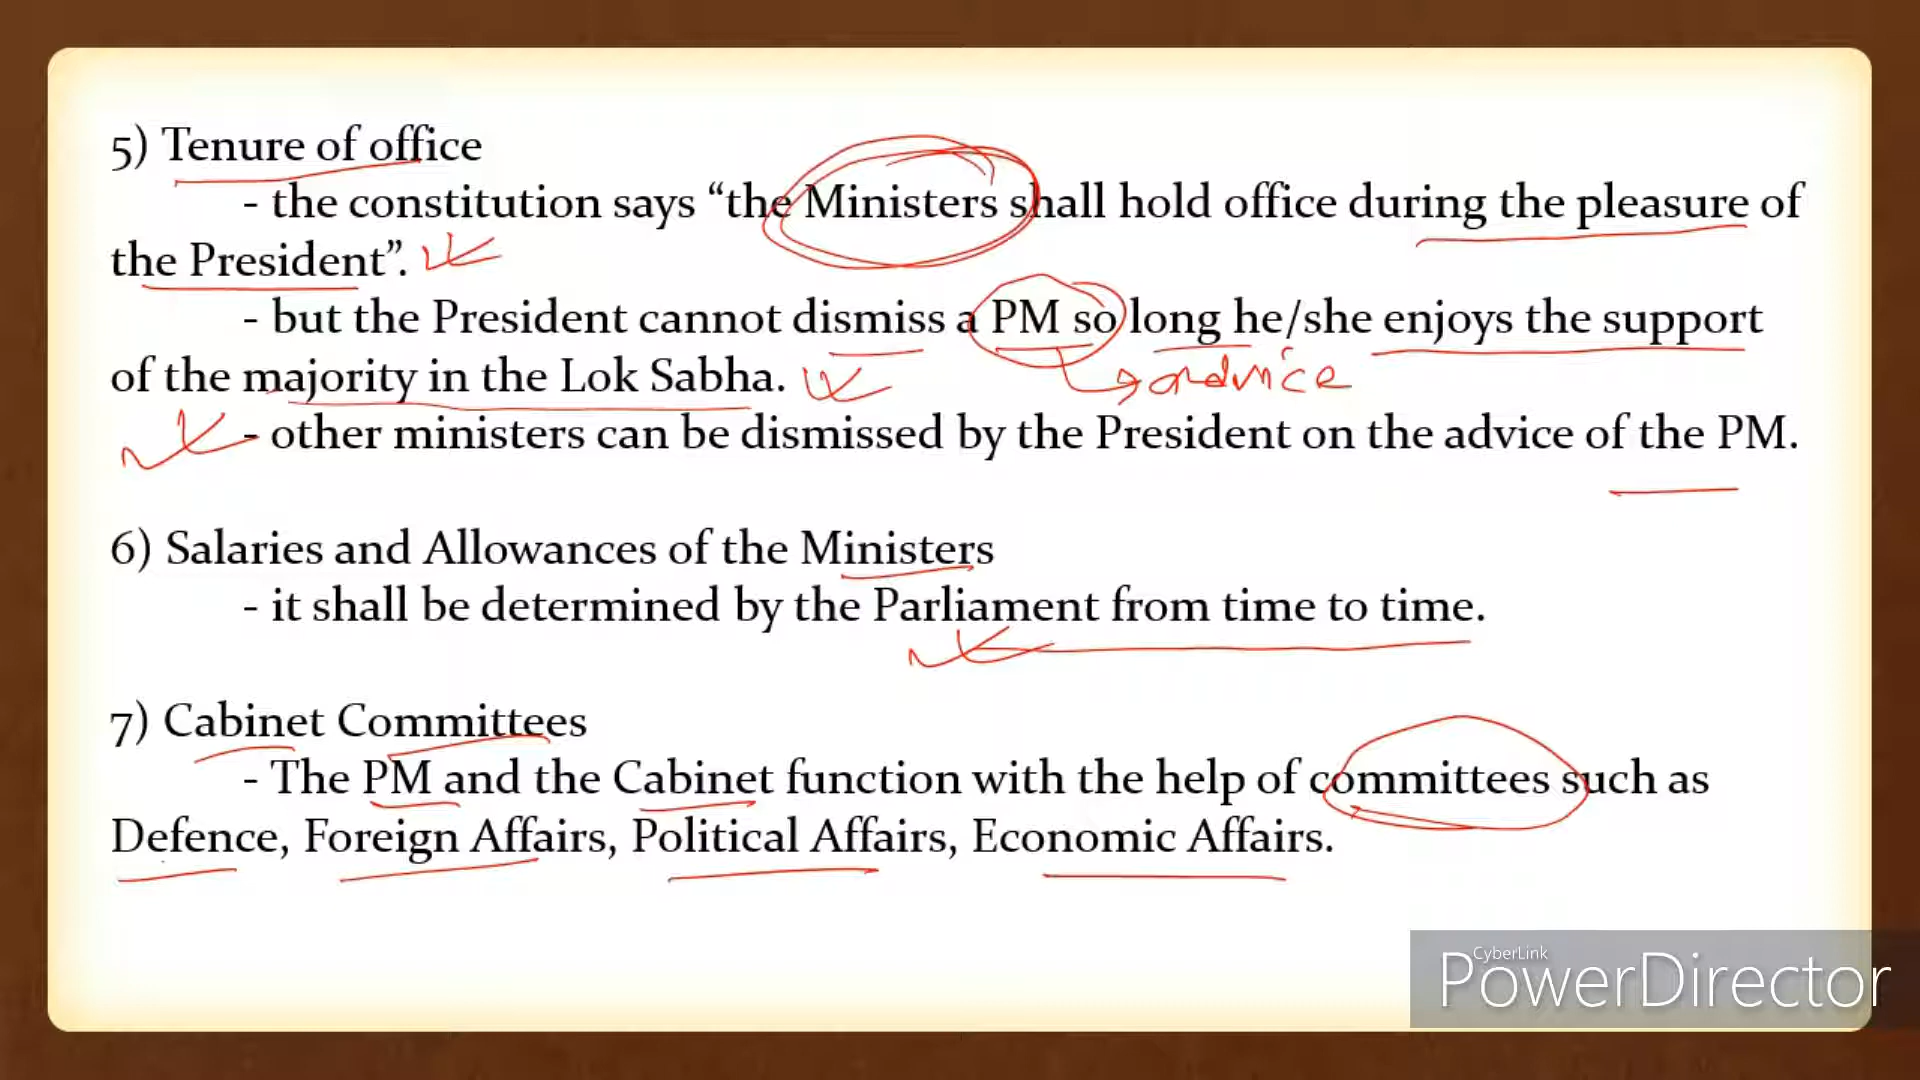 5) Tenure of office
- the constitution says “the Ministers shall hold office during the pleasure of
the President”.
- but the President cannot dismiss a PM so long he/she enjoys the support
of the majority in the Lok Sabha.
advice
- other ministers can be dismissed by the President on the advice of the PM.
6) Salaries and Allowances of the Ministers
- it shall be determined by the Parliament from time to time.
7) Cabinet Committees
- The PM and the Cabinet function with the help of committees such as
Defence, Foreign Affairs, Political Affairs, Economic Affairs.
CyberLink
PowerDirector